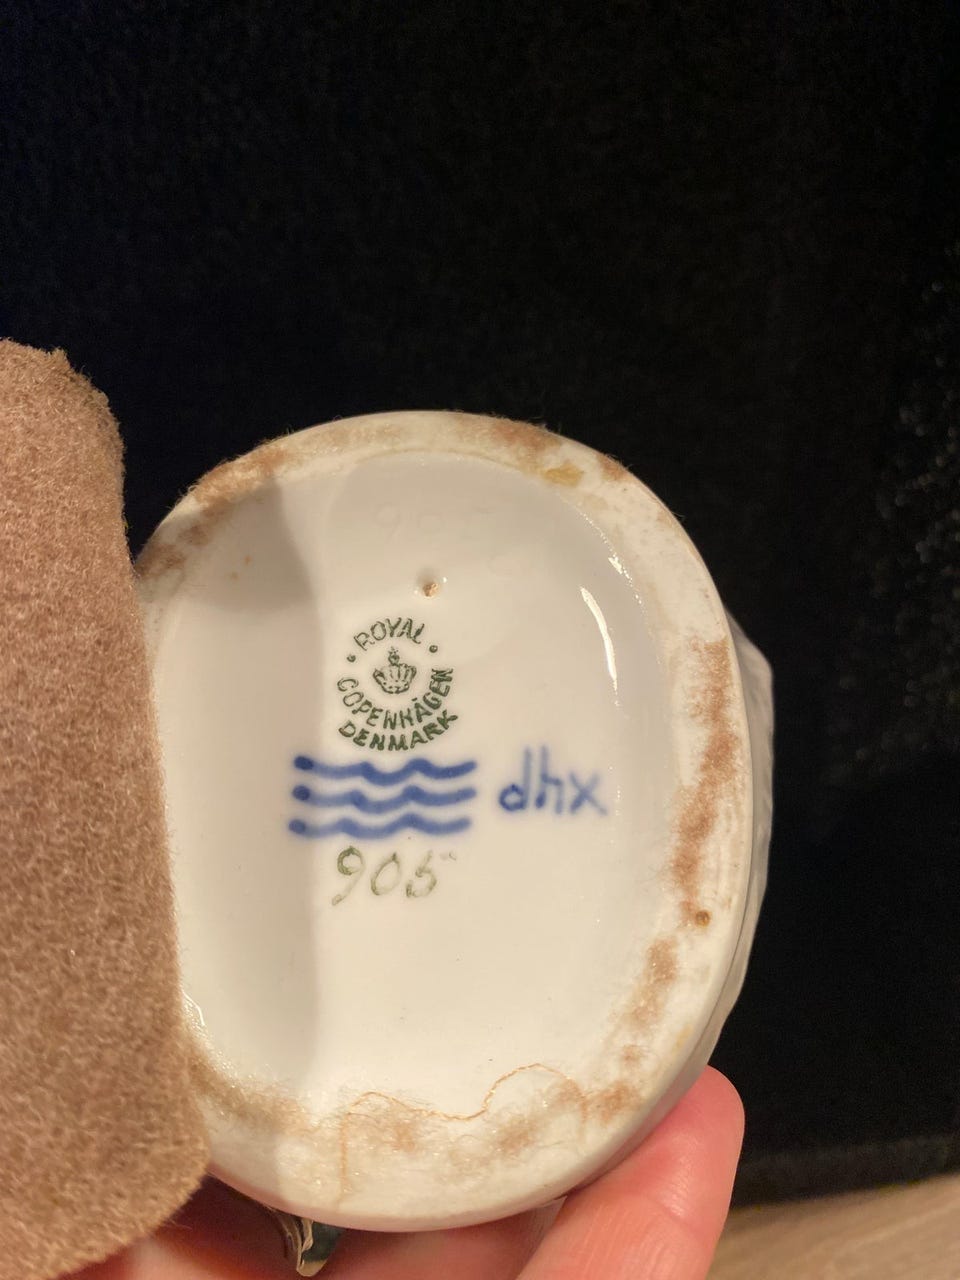 ROYAL
COPENHAGEN
DENMARK
dhx
905